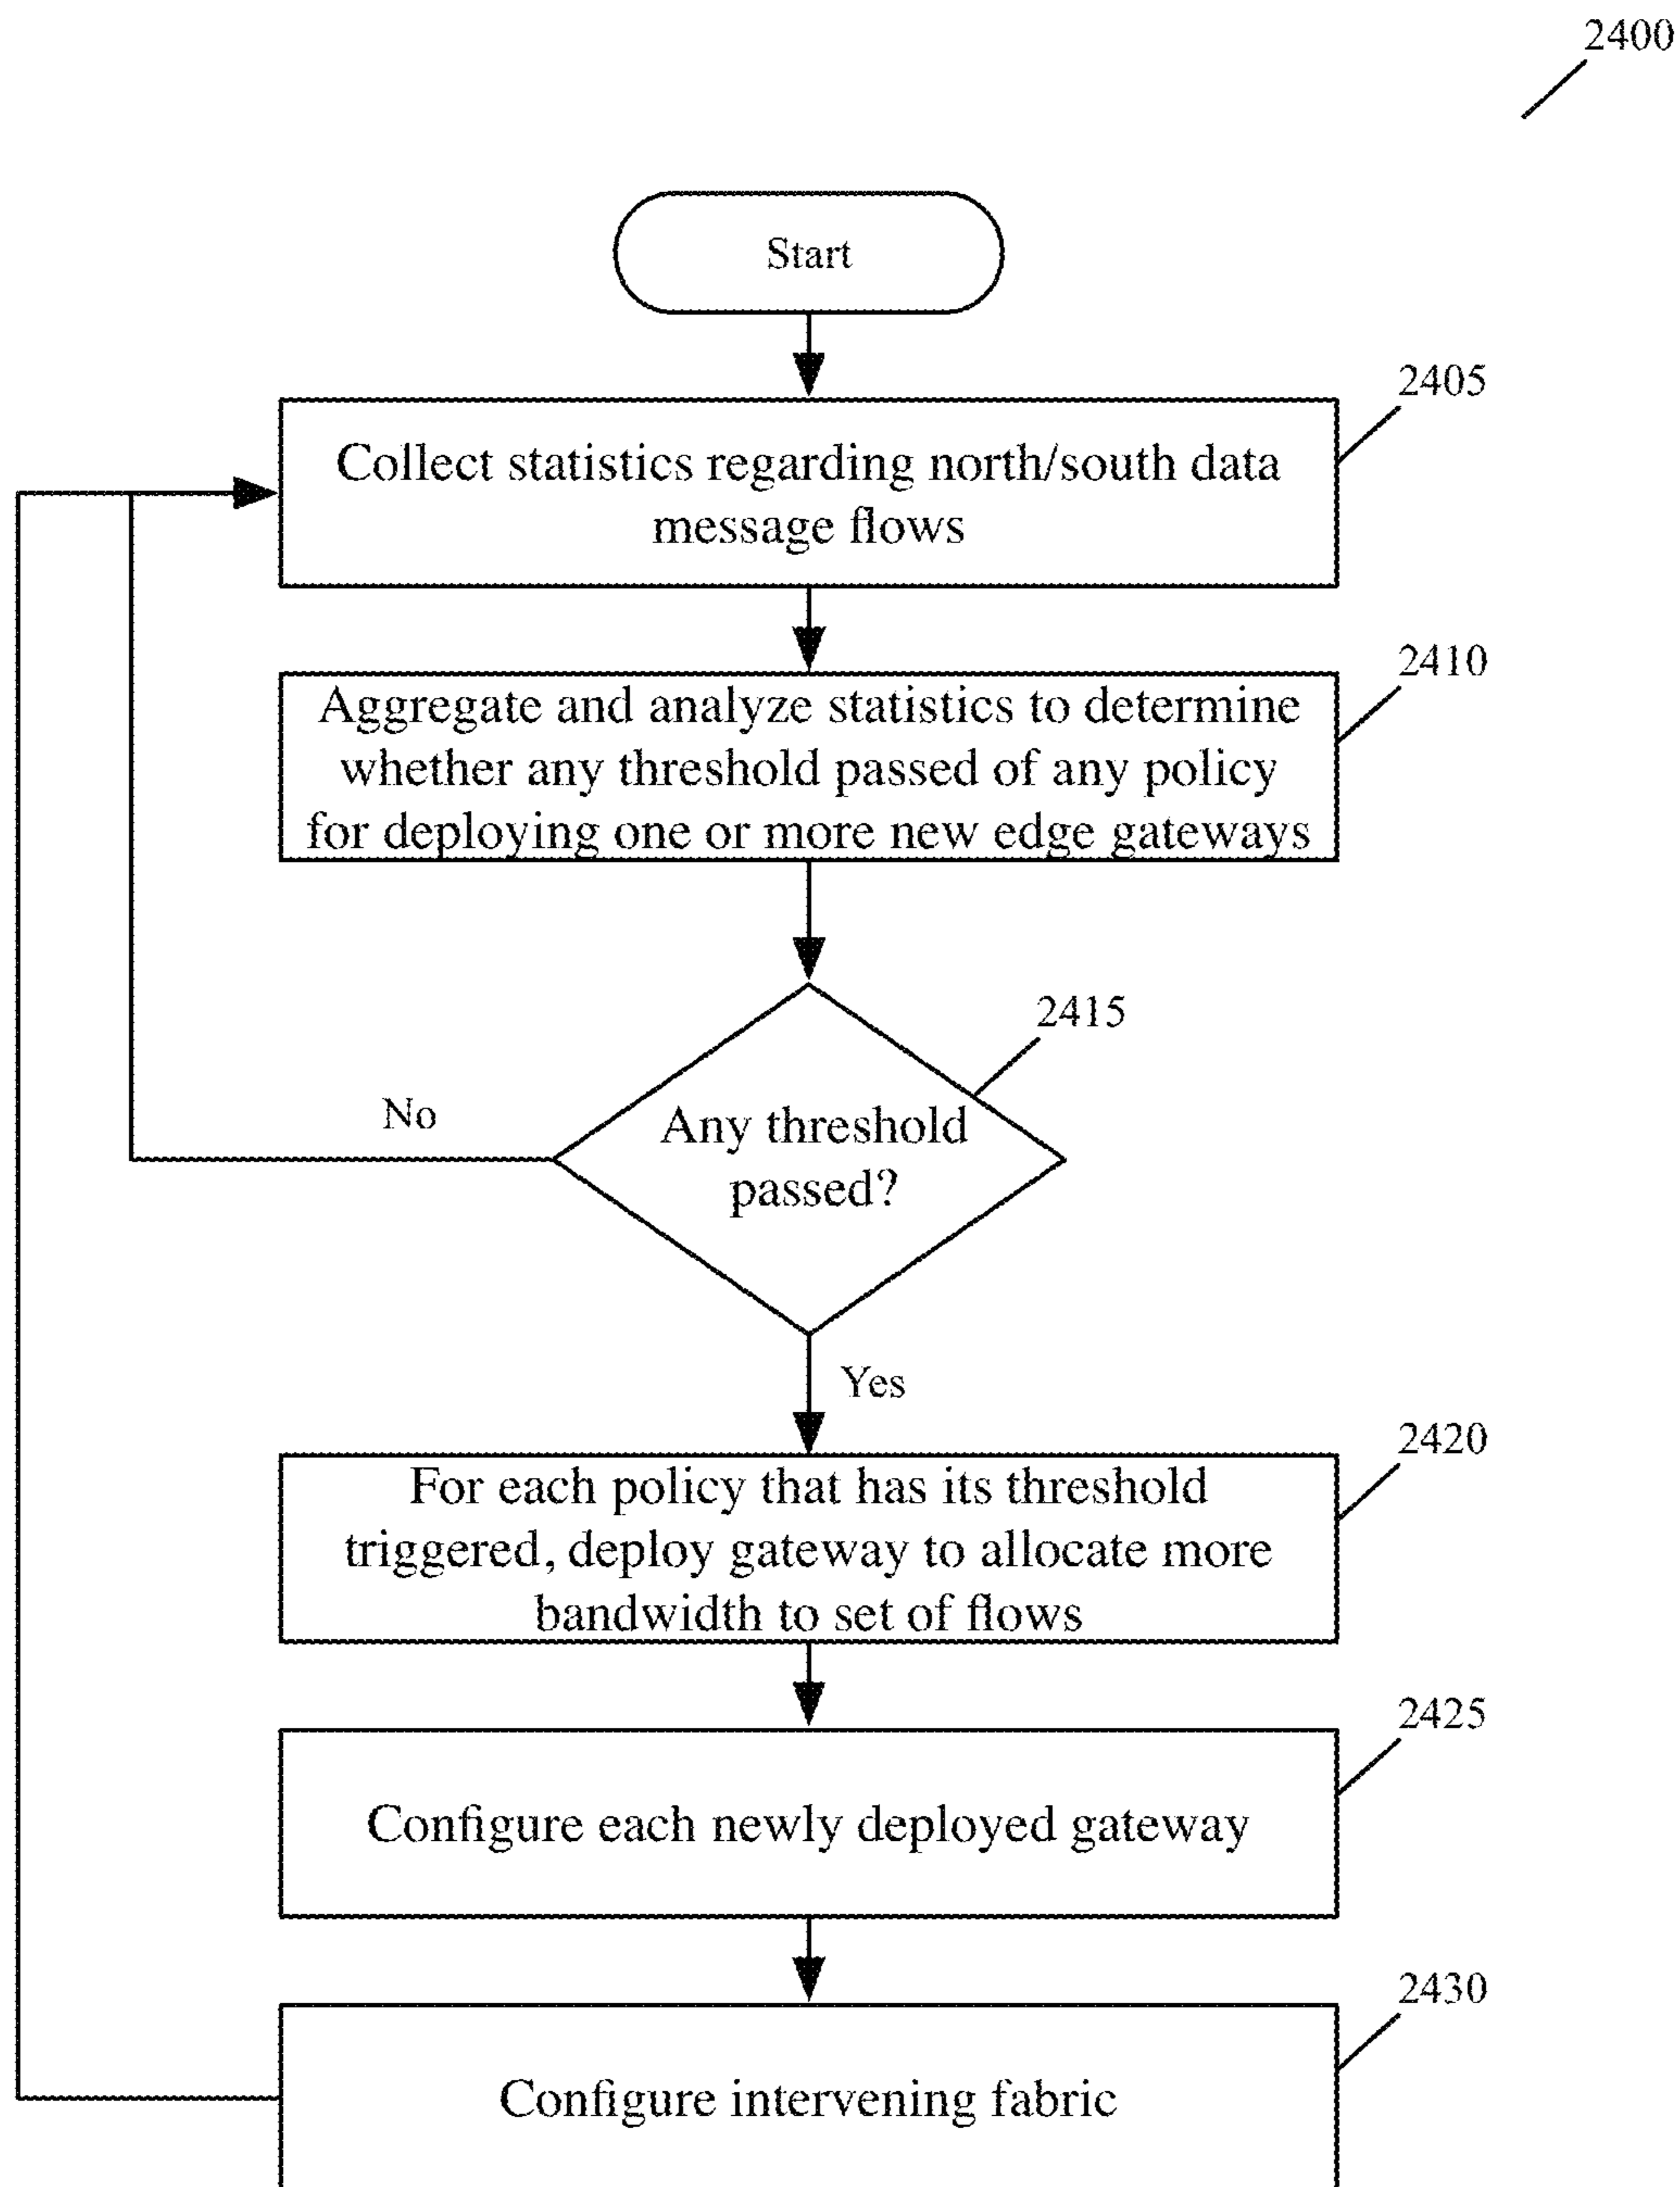 2400
Start
2405
Collect statistics regarding north/south data
message flows
2410
Aggregate and analyze statistics to determine
whether any threshold passed of any policy
for deploying one or more new edge gateways
2415
Any threshold
passed?
No
Yes
2420
For each policy that has its threshold
triggered, deploy gateway to allocate more
bandwidth to set of flows
2425
Configure each newly deployed gateway
2430
Configure intervening fabric